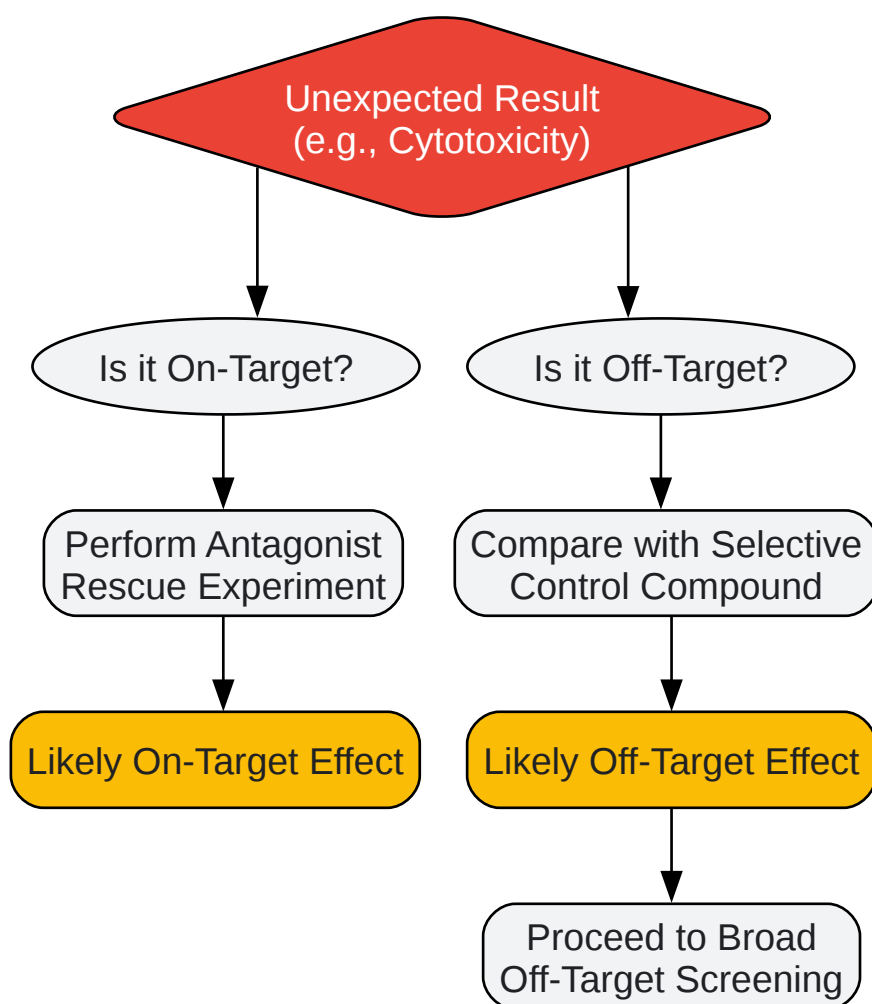 Unexpected Result
(e.g., Cytotoxicity)
Is it On-Target?
Is it Off-Target?
Perform Antagonist
Rescue Experiment
Compare with Selective
Control Compound
Likely On-Target Effect
Likely Off-Target Effect
Proceed to Broad
Off-Target Screening